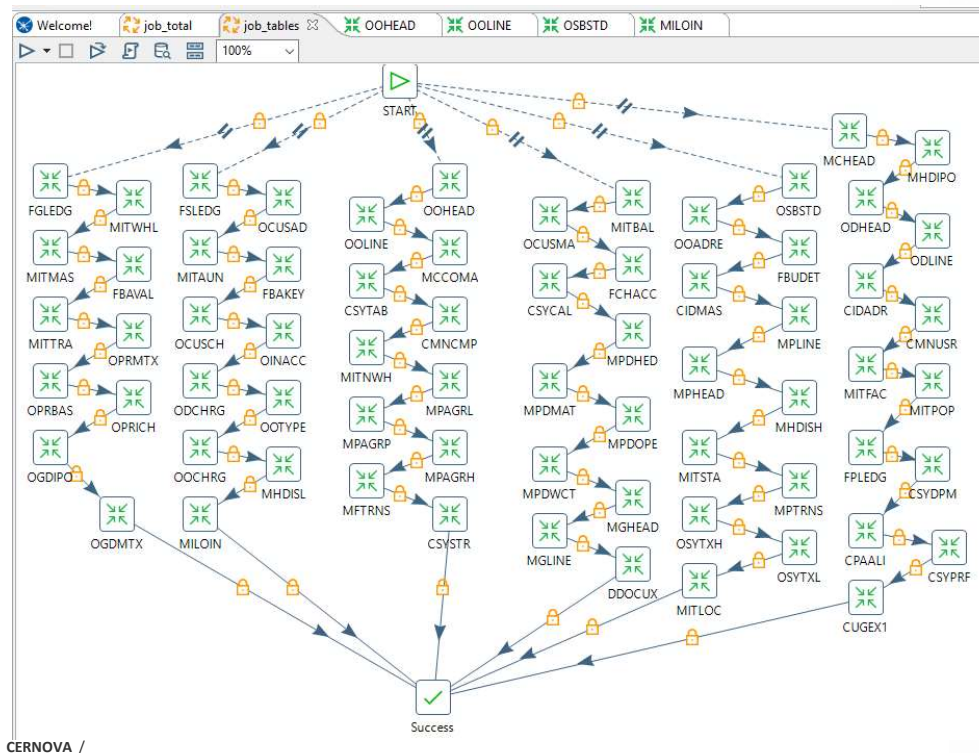 Welcome! job_total job_tables OOHEAD OOLINE OSBSTD MILOIN
100%
START
MCHEAD
MHDIPO
FGLEDG
MITWHL
MITMAS
FBAVAL
MITTRA
OPRMTX
OPRBAS
OPRICH
OGDIPO
OGDMTX
FSLEDG
OCUSAD
MITAUN
FBAKEY
OCUSCH
OINACC
ODCHRG
OOTYPE
OOCHRG
MHDISL
MILOIN
OOHEAD
OOLINE
MCCOMA
CSYTAB
CMNCMP
MITNWH
MPAGRL
MPAGRP
MPAGRH
MFTRNS
CSYSTR
MITBAL
OCUSMA
FCHACC
CSYCAL
MPDHED
MPDMAT
MPDOPE
MPDWCT
MGHEAD
MGLINE
DDOCUX
OSBSTD
OOADRE
FBUDET
CIDMAS
MPLINE
MPHEAD
MHDISH
MITSTA
MPTRNS
OSYTXH
OSYTXL
MITLOC
ODHEAD
ODLINE
CIDADR
CMNUSR
MITFAC
MITPOP
FPLEDG
CSYDPM
CPAALI
CSYPRF
CUGEX1
Success
CERNOVA /